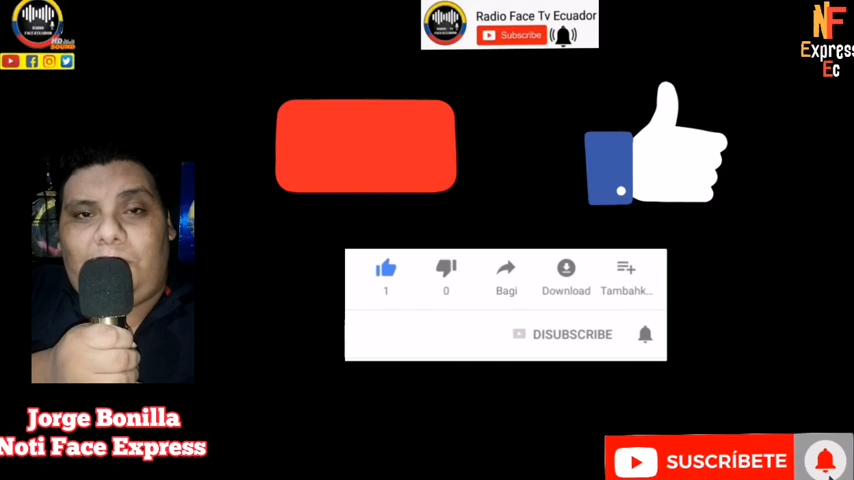 Radio Face Tv Ecuador
Subscribe
NF
Express
Ec
SOUND
1
0
Bagi
Download
Tambahk...
DISUBSCRIBE
Jorge Bonilla
Noti Face Express
SUSCRÍBETE